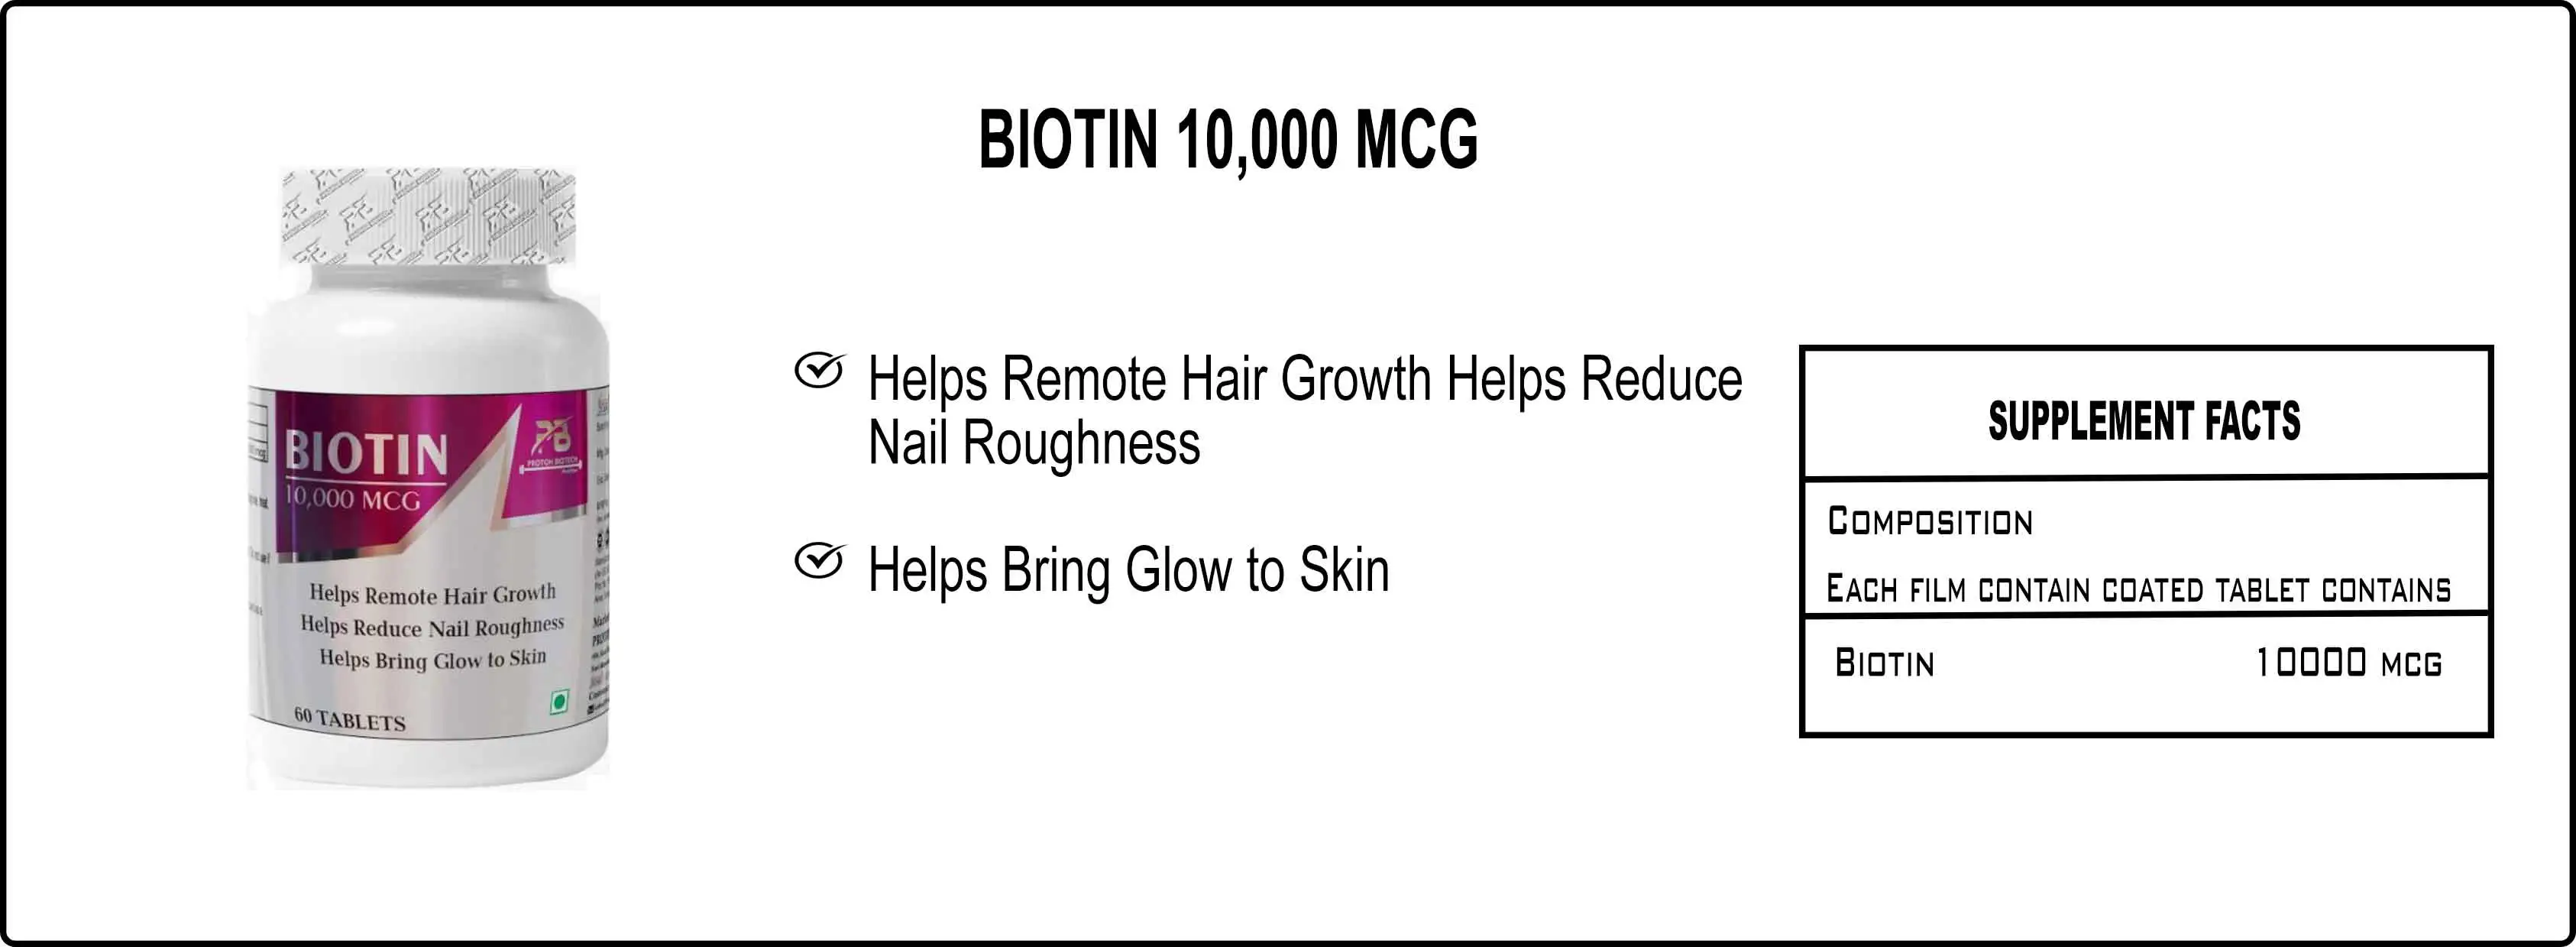 BIOTIN 10,000 MCG
BIOTIN
10,000 MCG
PB
PROTON BIOTECH
Helps Remote Hair Growth
Helps Reduce Nail Roughness
Helps Bring Glow to Skin
60 TABLETS
Helps Remote Hair Growth Helps Reduce
Nail Roughness
Helps Bring Glow to Skin
SUPPLEMENT FACTS
COMPOSITION
EACH FILM CONTAIN COATED TABLET CONTAINS
BIOTIN 10000 MCG